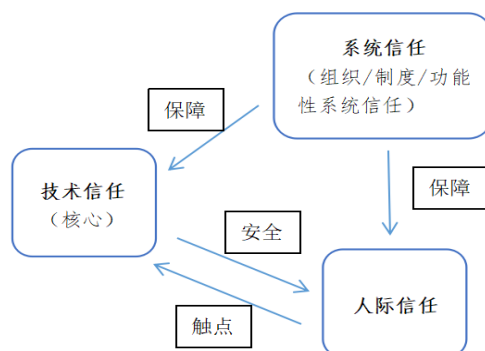 系统信任
（组织/制度/功能
性系统信任）
保障
技术信任
（核心）
保障
安全
人际信任
触点